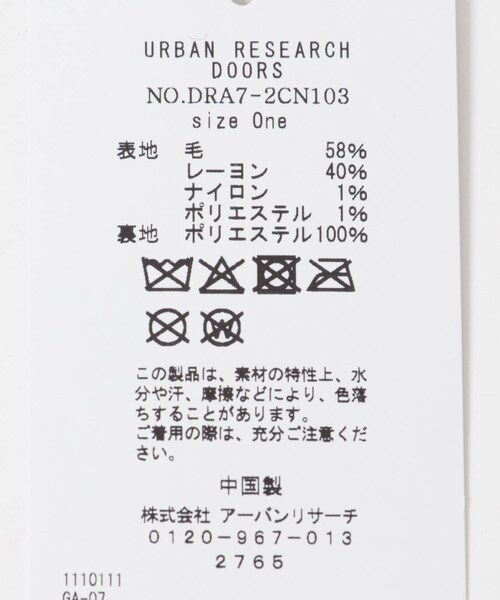 URBAN RESEARCH
DOORS
NO.DRA7-2CN103
size One
表地 毛 58%
レーヨン 40%
ナイロン 1%
ポリエステル 1%
裏地 ポリエステル 100%
W
この製品は、素材の特性上、水
分や汗、摩擦などにより、色落
ちすることがあります。
ご着用の際は、充分ご注意くだ
さい。
中国製
株式会社 アーバンリサーチ
0120-967-013
2765
1110111
GA-07